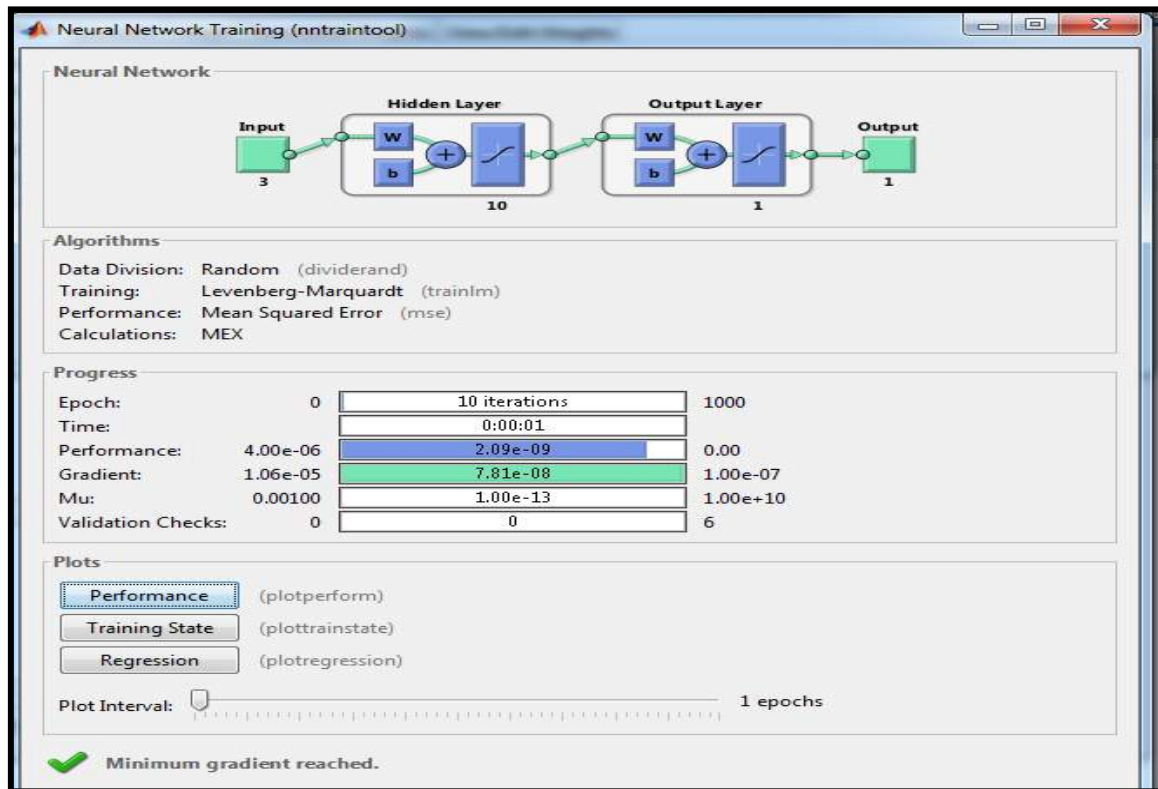 Neural Network Training (nntraintool)
Neural Network
Hidden Layer
Output Layer
Input
Output
W
b
+
W
b
+
3
10
1
1
Algorithms
Data Division: Random (dividerand)
Training: Levenberg-Marquardt (trainlm)
Performance: Mean Squared Error (mse)
Calculations: MEX
Progress
Epoch: 0 10 iterations 1000
Time: 0:00:01
Performance: 4.00e-06 2.09e-09 0.00
Gradient: 1.06e-05 7.81e-08 1.00e-07
Mu: 0.00100 1.00e-13 1.00e+10
Validation Checks: 0 0 6
Plots
Performance (plotperform)
Training State (plottrainstate)
Regression (plotregression)
Plot Interval: 1 epochs
Minimum gradient reached.